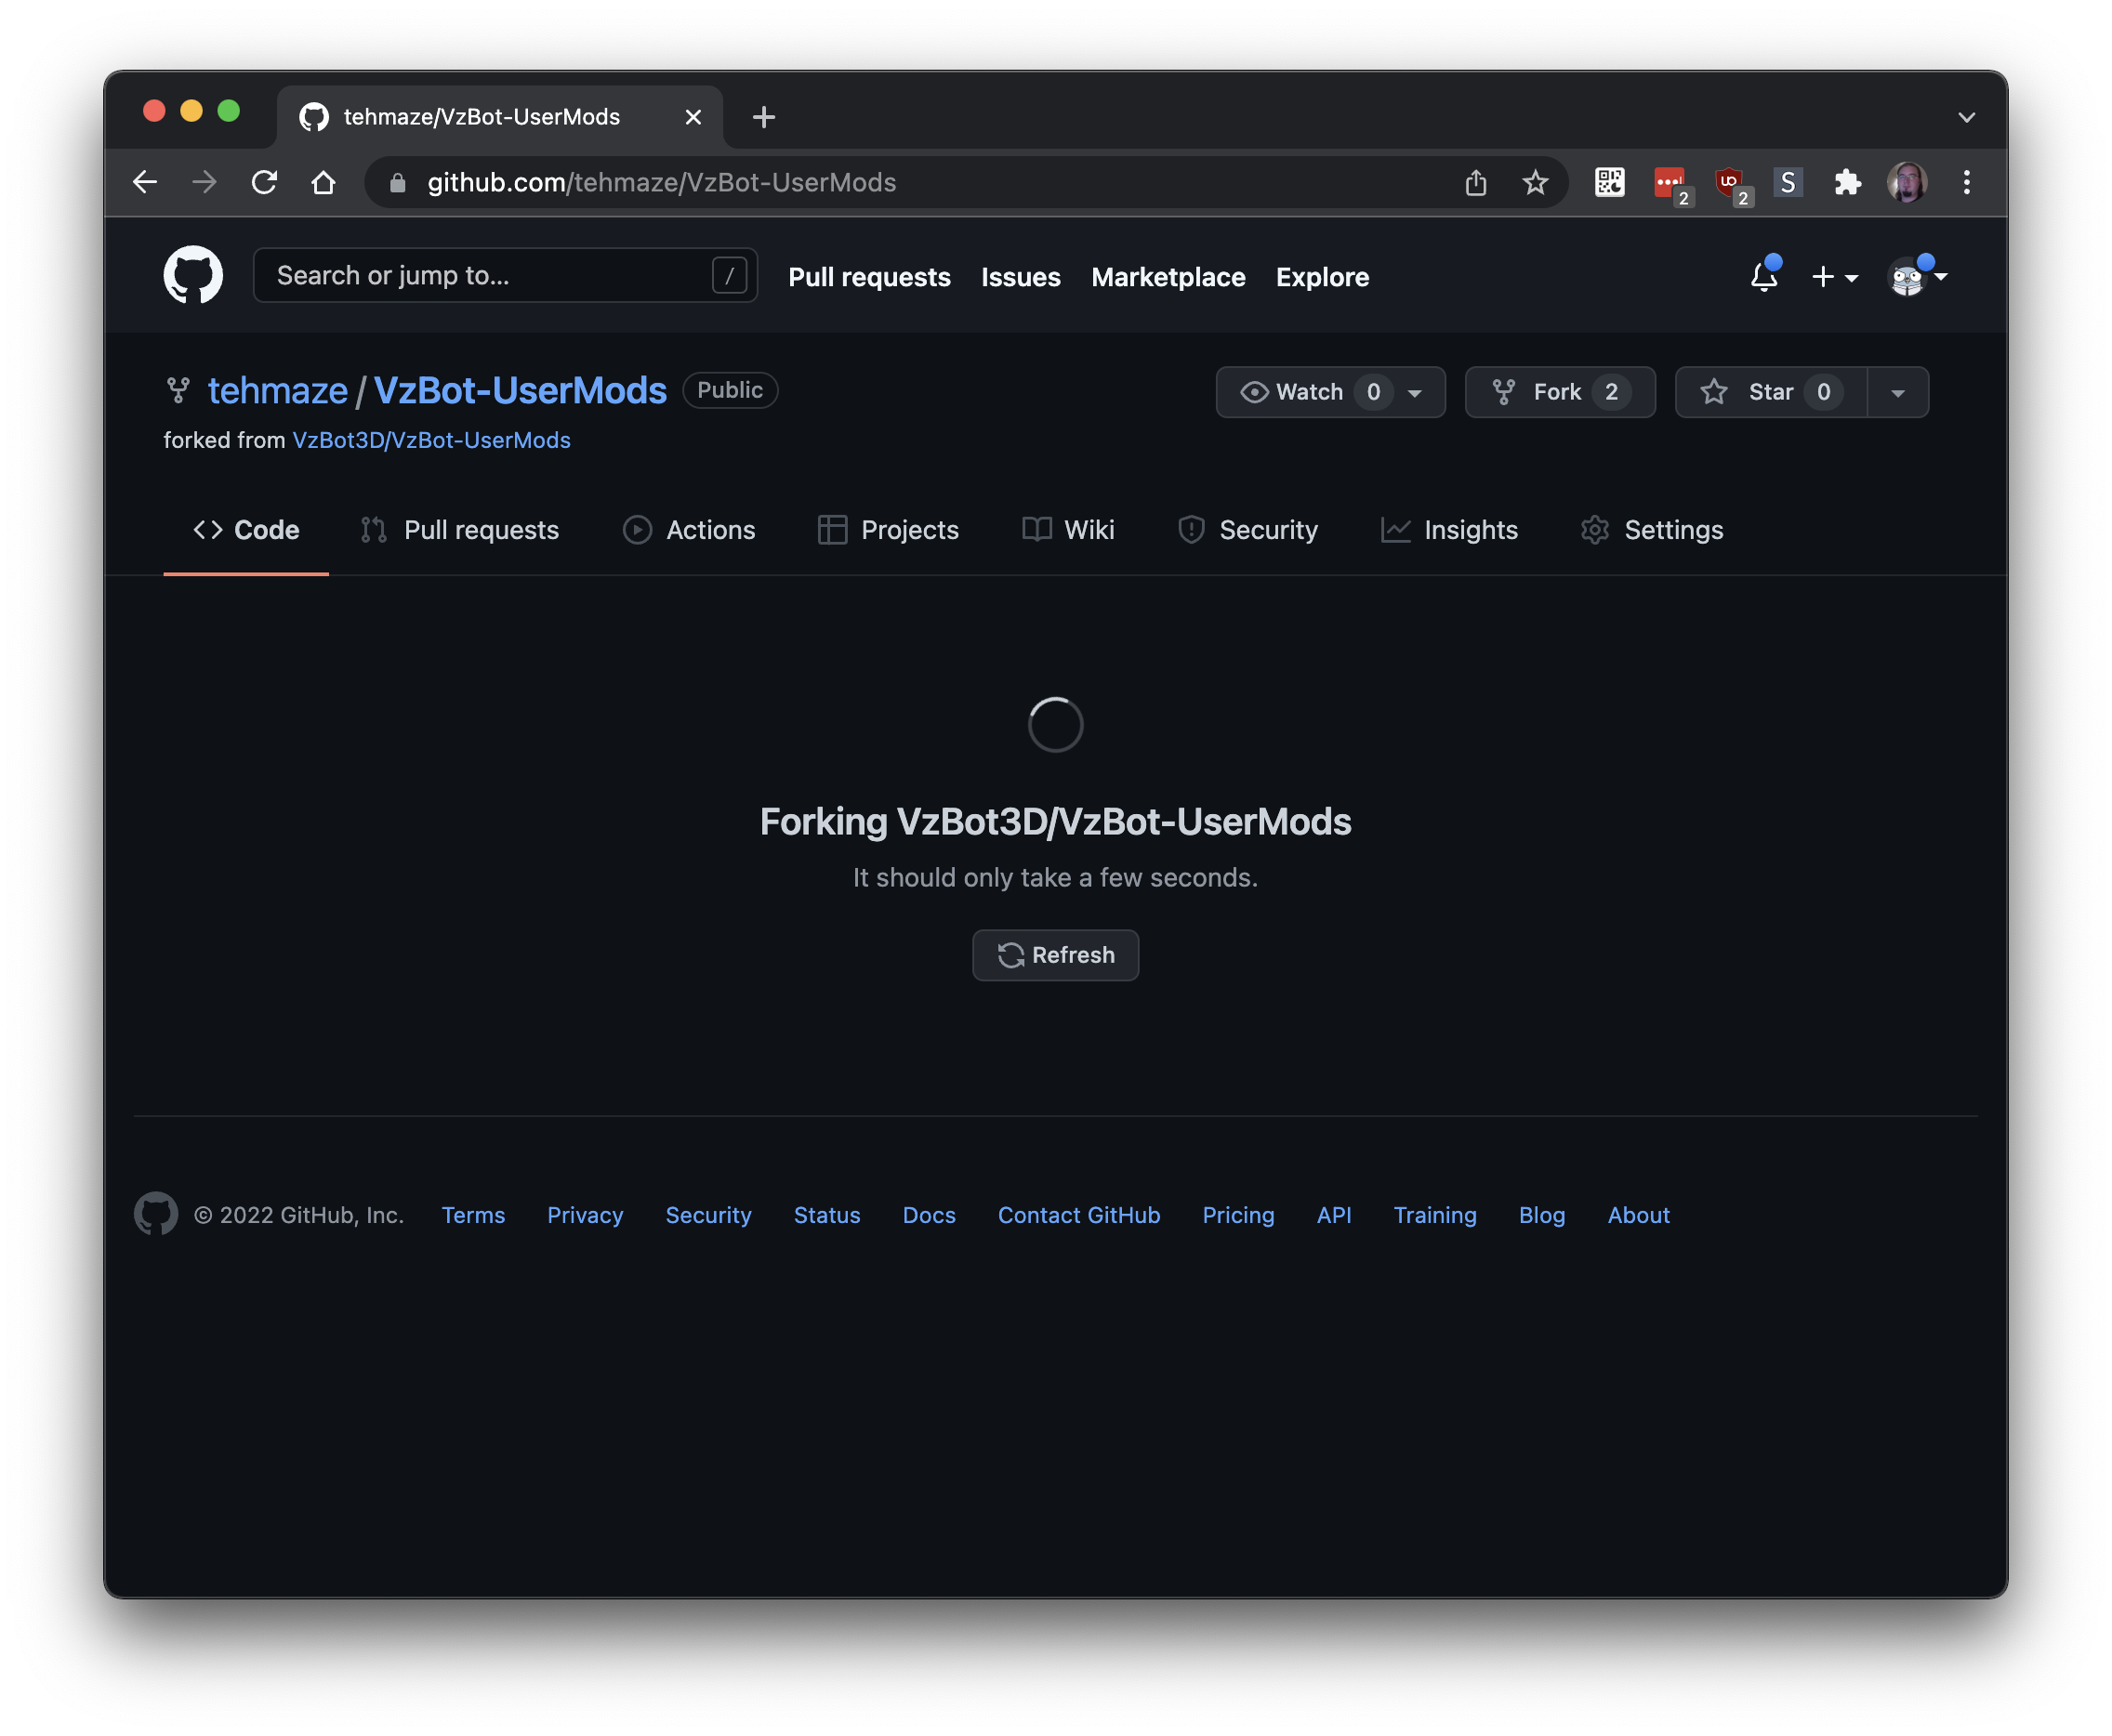 tehmaze/VzBot-UserMods
github.com/tehmaze/VzBot-UserMods
2
UO
2
S
Search or jump to...
/
Pull requests
Issues
Marketplace
Explore
tehmaze / VzBot-UserMods
Public
Watch 0
Fork 2
Star 0
forked from VzBot3D/VzBot-UserMods
Code
Pull requests
Actions
Projects
Wiki
Security
Insights
Settings
Forking VzBot3D/VzBot-UserMods
It should only take a few seconds.
Refresh
© 2022 GitHub, Inc.
Terms
Privacy
Security
Status
Docs
Contact GitHub
Pricing
API
Training
Blog
About